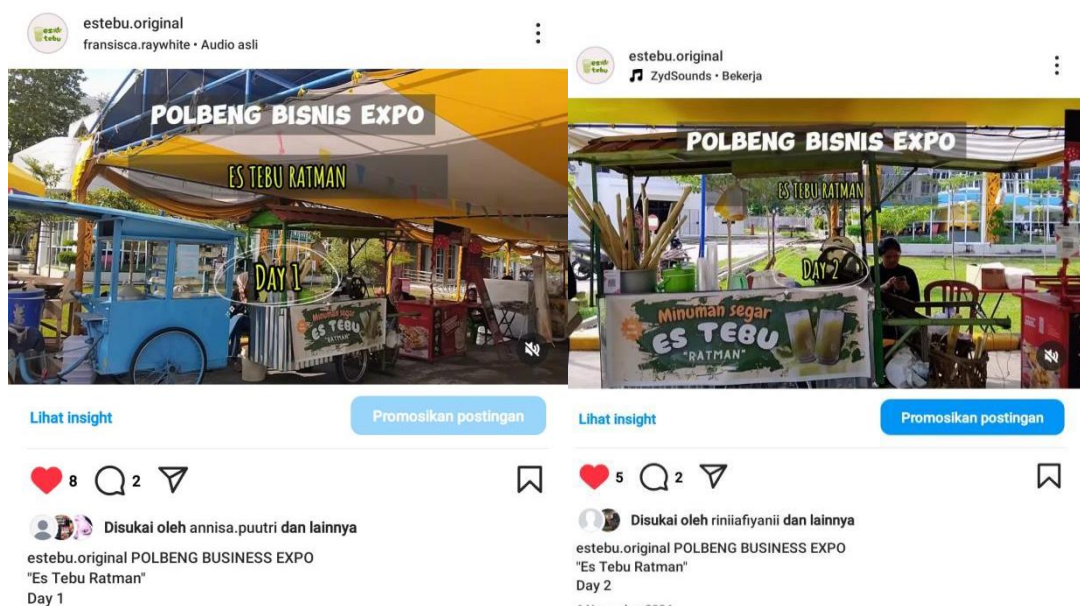 estebu.original
fransisca.raywhite • Audio asli
POLBENG BISNIS EXPO
ES TEBU RATMAN
DAY 1
Minuman segar
ES TEBU
"RATMAN"
Lihat insight
Promosikan postingan
8 2
Disukai oleh annisa.puutri dan lainnya
estebu.original POLBENG BUSINESS EXPO
"Es Tebu Ratman"
Day 1
estebu.original
ZydSounds • Bekerja
POLBENG BISNIS EXPO
ES TEBU RATMAN
DAY 2
Minuman segar
ES TEBU
"RATMAN"
Lihat insight
Promosikan postingan
5 2
Disukai oleh riniiafiyanii dan lainnya
estebu.original POLBENG BUSINESS EXPO
"Es Tebu Ratman"
Day 2